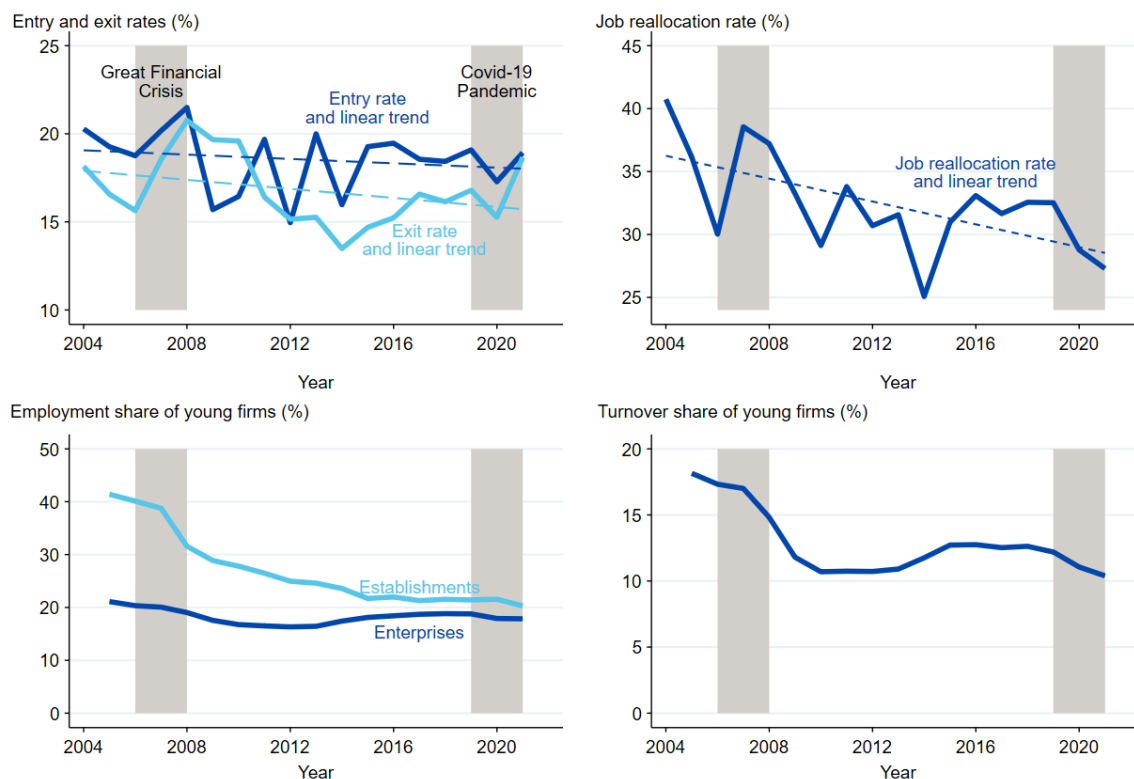 Entry and exit rates (%)
25
20
15
10
Great Financial
Crisis
Covid-19
Pandemic
Entry rate
and linear trend
Exit rate
and linear trend
2004 2008 2012 2016 2020
Year
Job reallocation rate (%)
45
40
35
30
25
Job reallocation rate
and linear trend
2004 2008 2012 2016 2020
Year
Employment share of young firms (%)
50
40
30
20
10
0
Establishments
Enterprises
2004 2008 2012 2016 2020
Year
Turnover share of young firms (%)
20
15
10
5
0
2004 2008 2012 2016 2020
Year